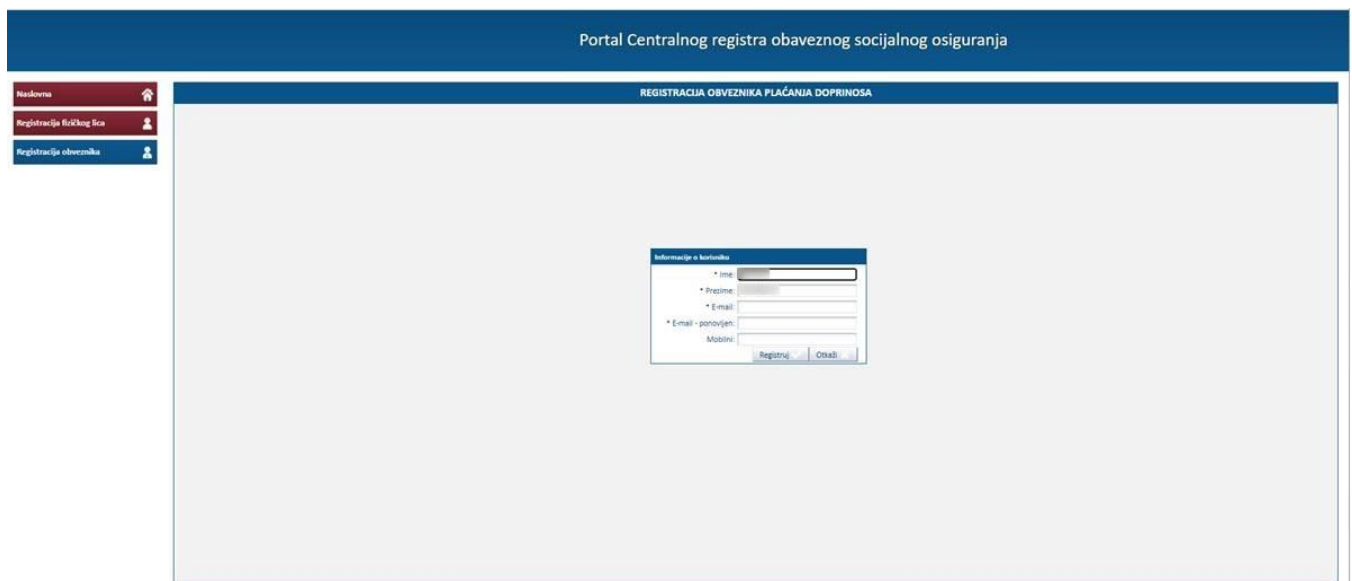 Portal Centralnog registra obaveznog socijalnog osiguranja
Naslovna
Registracija fizičkog lica
Registracija obveznika
REGISTRACIJA OBVEZNIKA PLAĆANJA DOPRINOSA
Informacije o korisniku
* Ime:
* Prezime:
* E-mail:
* E-mail - ponovljen:
Mobilni:
Registruj Otkaži